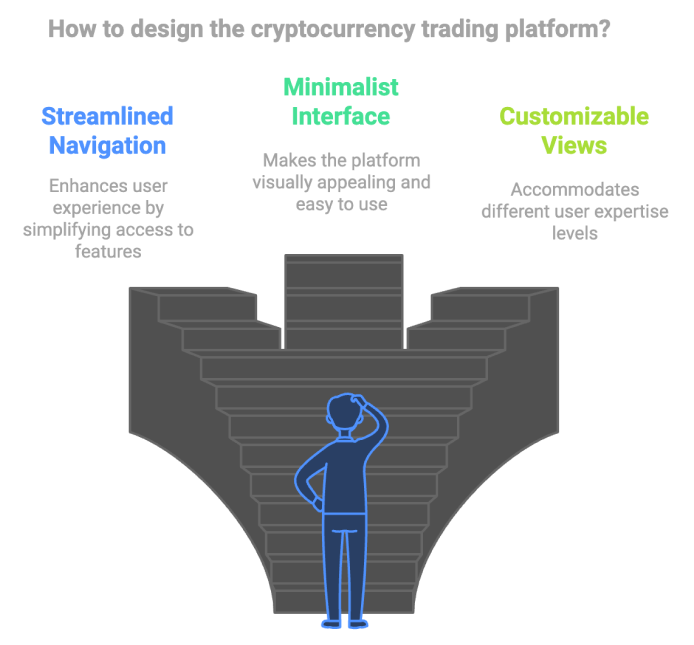 How to design the cryptocurrency trading platform?
Streamlined
Navigation
Enhances user
experience by
simplifying access to
features
Minimalist
Interface
Makes the platform
visually appealing and
easy to use
Customizable
Views
Accommodates
different user expertise
levels